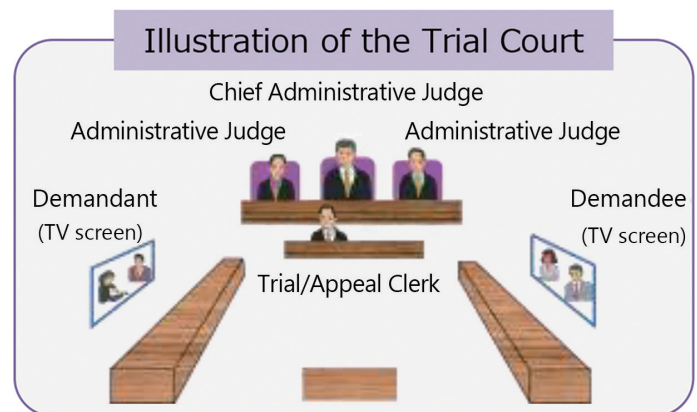 Illustration of the Trial Court
Chief Administrative Judge
Administrative Judge
Administrative Judge
Demandant
(TV screen)
Demandee
(TV screen)
Trial/Appeal Clerk